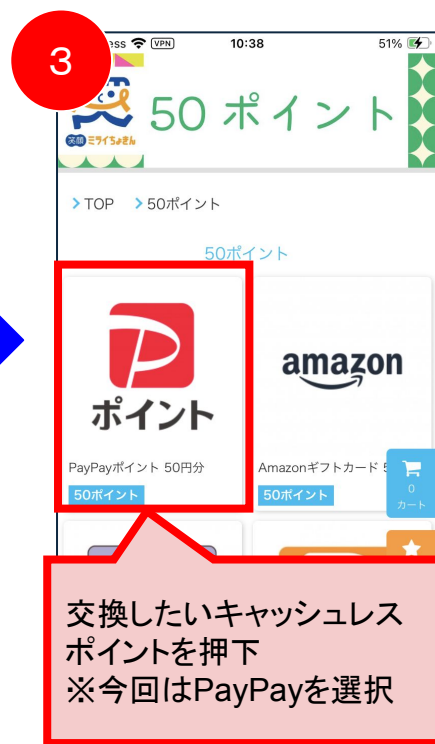 3
ess VPN 10:38 51%
笑顔 ミライちょきん
50 ポイント
> TOP > 50ポイント
50ポイント
P
ポイント
amazon
PayPayポイント 50円分
Amazonギフトカード
50ポイント
50ポイント
0
カート
交換したいキャッシュレス
ポイントを押下
※今回はPayPayを選択